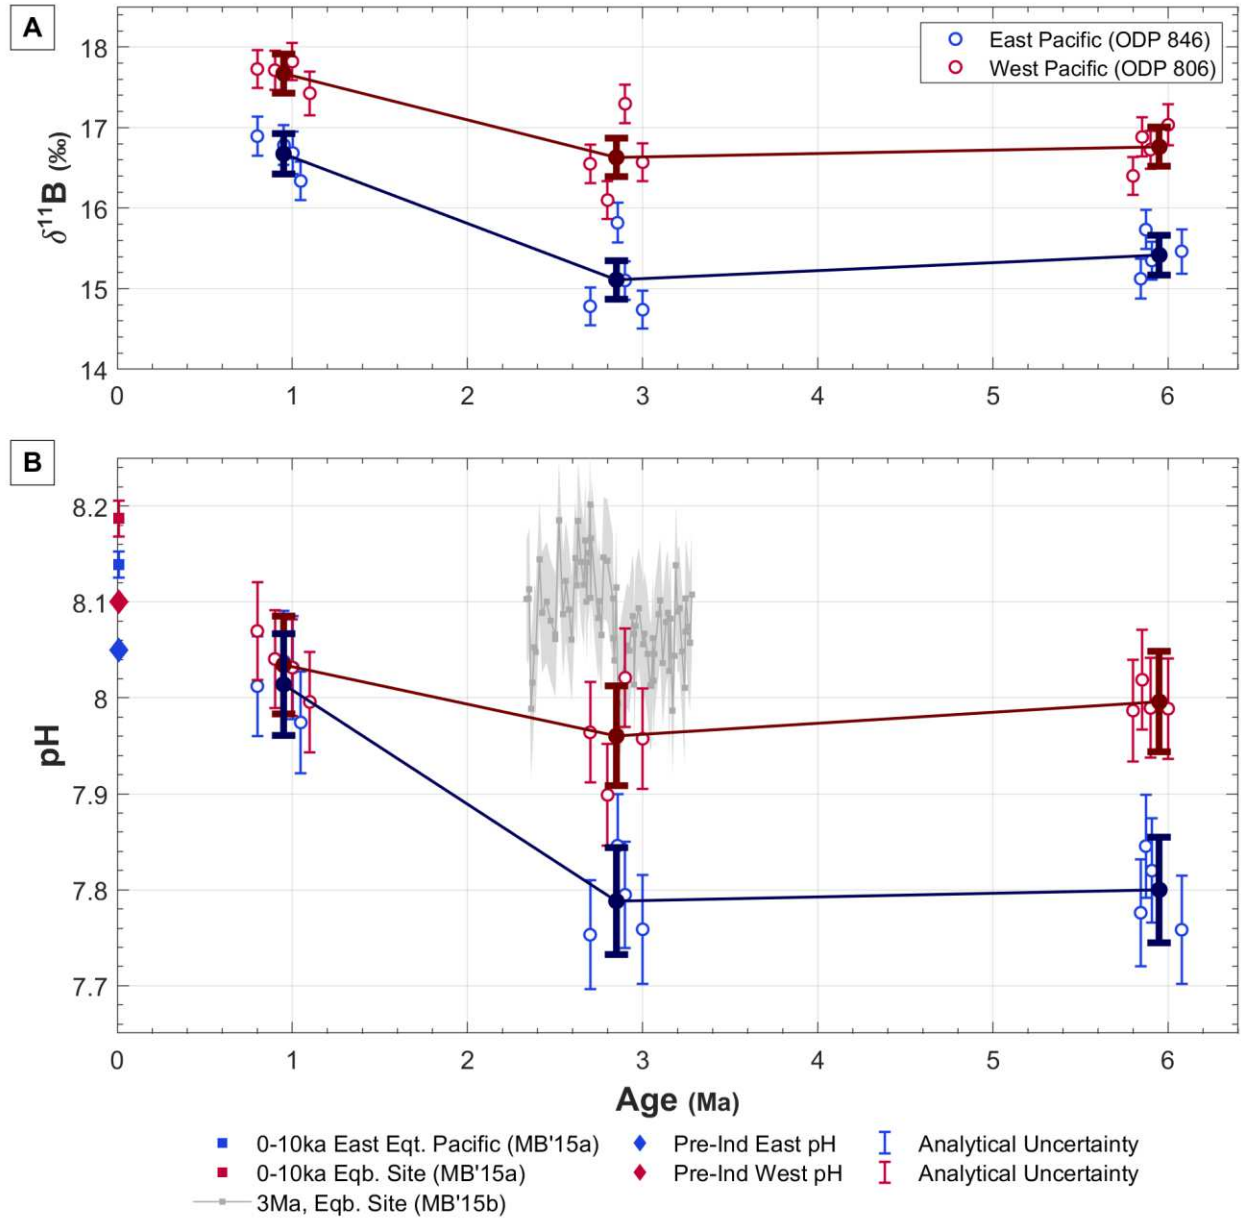 A
18
17
16
15
14
δ¹¹B (‰)
East Pacific (ODP 846)
West Pacific (ODP 806)
0 1 2 3 4 5 6
B
8.2
8.1
8
7.9
7.8
7.7
pH
0 1 2 3 4 5 6
Age (Ma)
0-10ka East Eqt. Pacific (MB'15a) Pre-Ind East pH Analytical Uncertainty
0-10ka Eqb. Site (MB'15a) Pre-Ind West pH Analytical Uncertainty
3Ma, Eqb. Site (MB'15b)